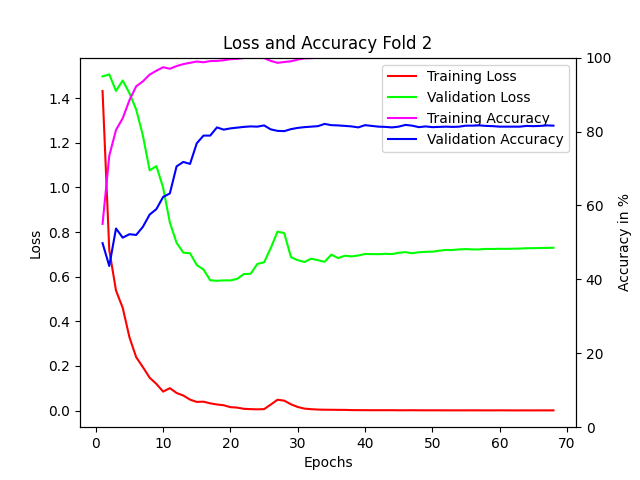 Loss and Accuracy Fold 2
Training Loss
Validation Loss
Training Accuracy
Validation Accuracy
Loss
1.4
1.2
1.0
0.8
0.6
0.4
0.2
0.0
100
80
60
40
20
0
Accuracy in %
0 10 20 30 40 50 60 70
Epochs